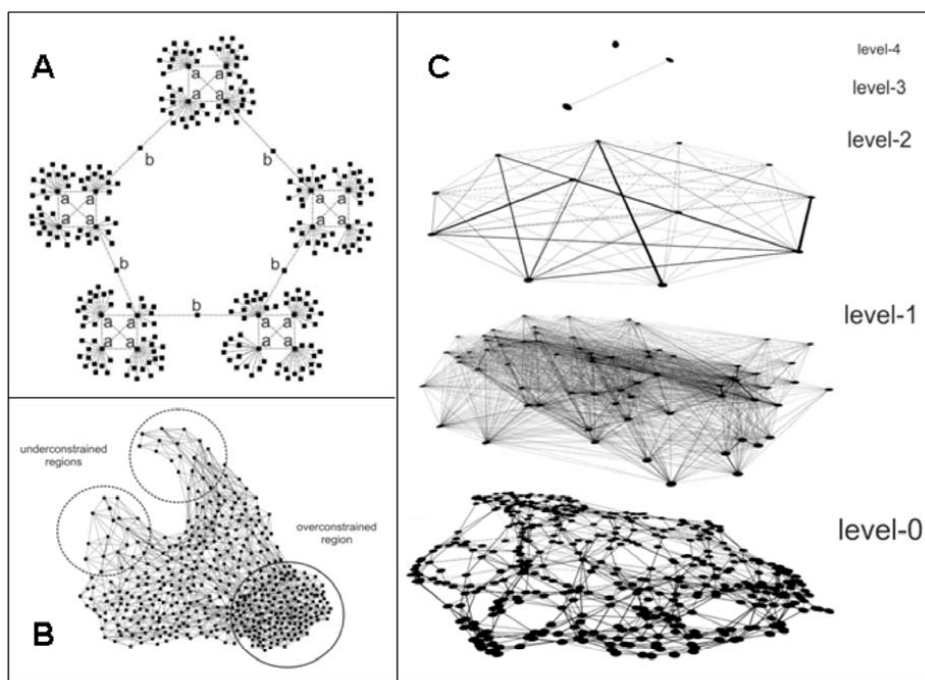 A
a a
a a
b
b
a a
a a
a a
a a
b
b
b
a a
a a
a a
a a
underconstrained
regions
overconstrained
region
B
C
level-4
level-3
level-2
level-1
level-0